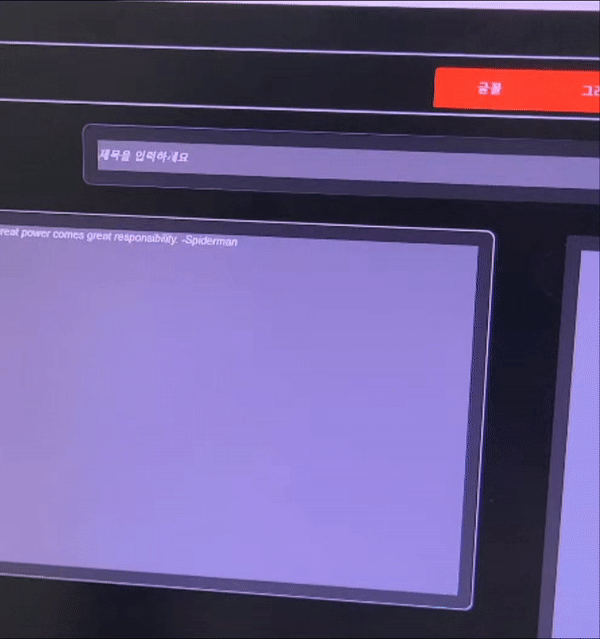 글꼴
제목을 입력하세요
reat power comes great responsibility. -Spiderman